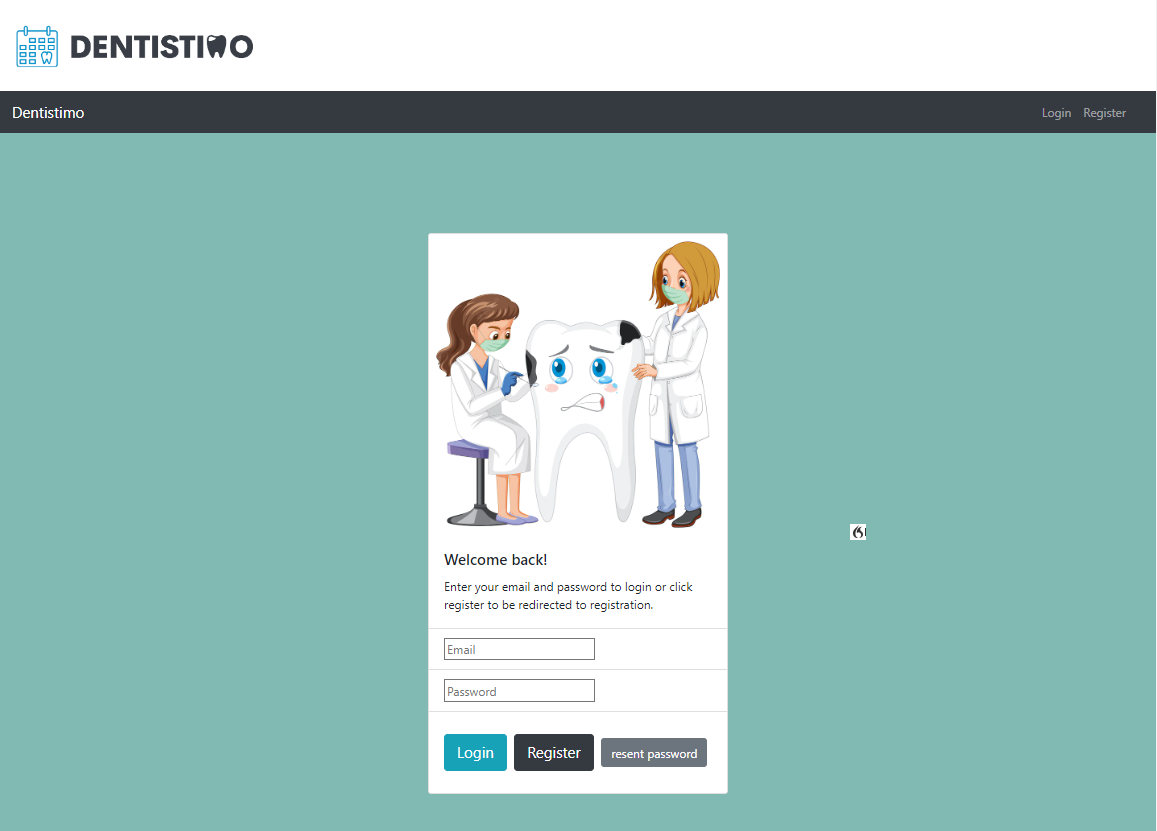 DENTISTIMO
Dentistimo
Login Register
Welcome back!
Enter your email and password to login or click
register to be redirected to registration.
Email
Password
Login Register resent password